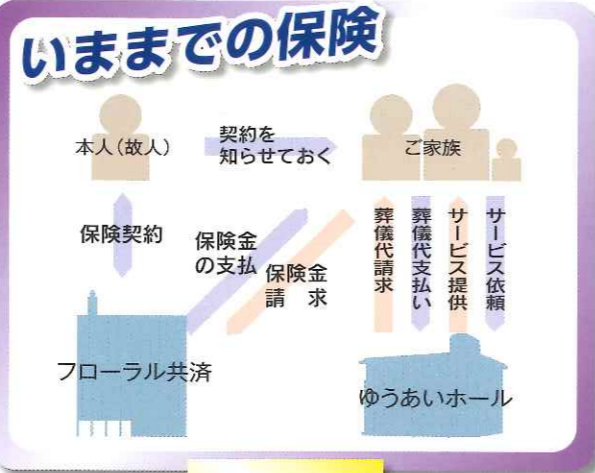 いままでの保険
本人(故人)
契約を
知らせておく
ご家族
保険契約
保険金
の支払
保険金
請 求
葬儀代請求
葬儀代支払い
サービス提供
サービス依頼
フローラル共済
ゆうあいホール